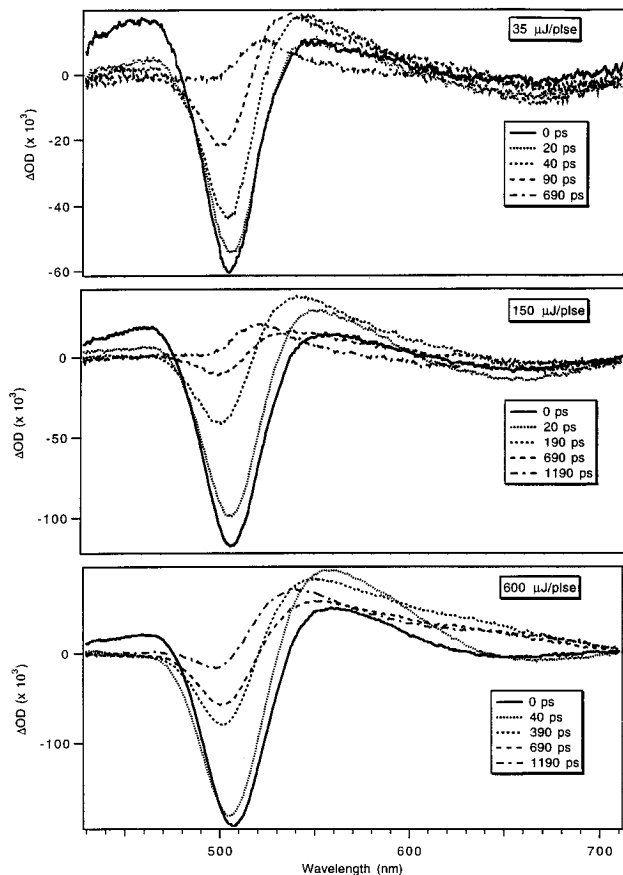 35 μJ/plse
0
-20
-40
-60
ΔOD (x 10³)
0 ps
20 ps
40 ps
90 ps
690 ps
150 μJ/plse
0
-50
-100
ΔOD (x 10³)
0 ps
20 ps
190 ps
690 ps
1190 ps
600 μJ/plse
0
-100
ΔOD (x 10³)
0 ps
40 ps
390 ps
690 ps
1190 ps
500
600
700
Wavelength (nm)